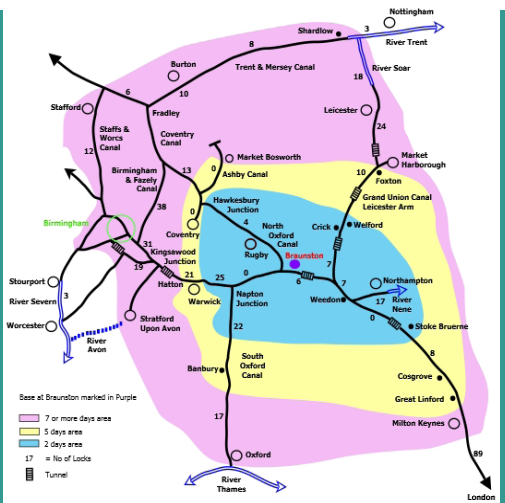 Nottingham
3
Shardlow
River Trent
8
Burton
Trent & Mersey Canal
River Soar
18
6
10
Stafford
Fradley
Leicester
Staffs &
Worcs
Canal
Coventry
Canal
24
12
Market Bosworth
Market
Harborough
13
0
Ashby Canal
10
Foxton
Birmingham
& Fazely
Canal
Hawkesbury
Junction
Grand Union Canal
Leicester Arm
38
0
4
North
Oxford
Canal
Crick
Welford
Birmingham
Coventry
31
Rugby
Braunston
Kingswood
Junction
19
21
25
0
6
7
7
Northampton
Stourport
Hatton
Warwick
Napton
Junction
Weedon
17
River
Nene
River Severn
3
0
Worcester
Stratford
Upon Avon
22
Stoke Bruerne
River
Avon
8
South
Oxford
Canal
Banbury
Cosgrove
Great Linford
Base at Braunston marked in Purple
7 or more days area
5 days area
2 days area
17 = No of Locks
Tunnel
17
Milton Keynes
Oxford
89
River
Thames
London